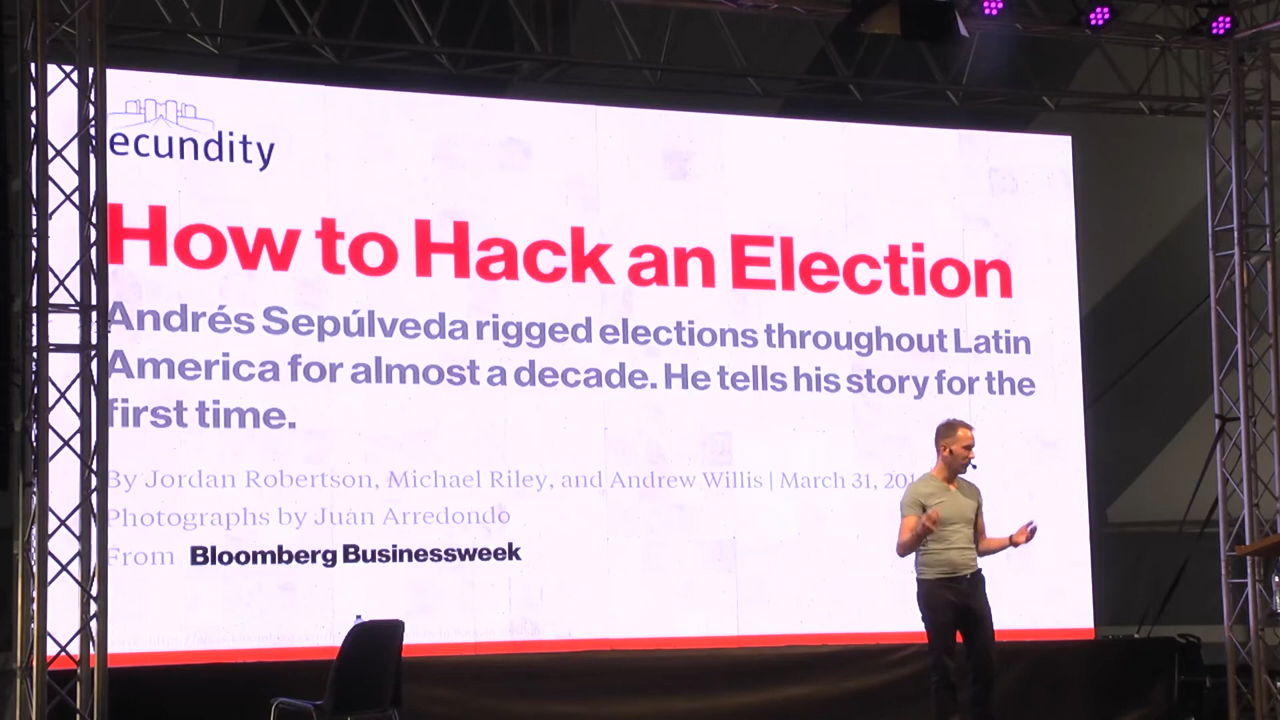 ecundity
How to Hack an Election
Andrés Sepúlveda rigged elections throughout Latin
America for almost a decade. He tells his story for the
first time.
By Jordan Robertson, Michael Riley, and Andrew Willis | March 31, 201
Photographs by Juan Arredondo
From Bloomberg Businessweek